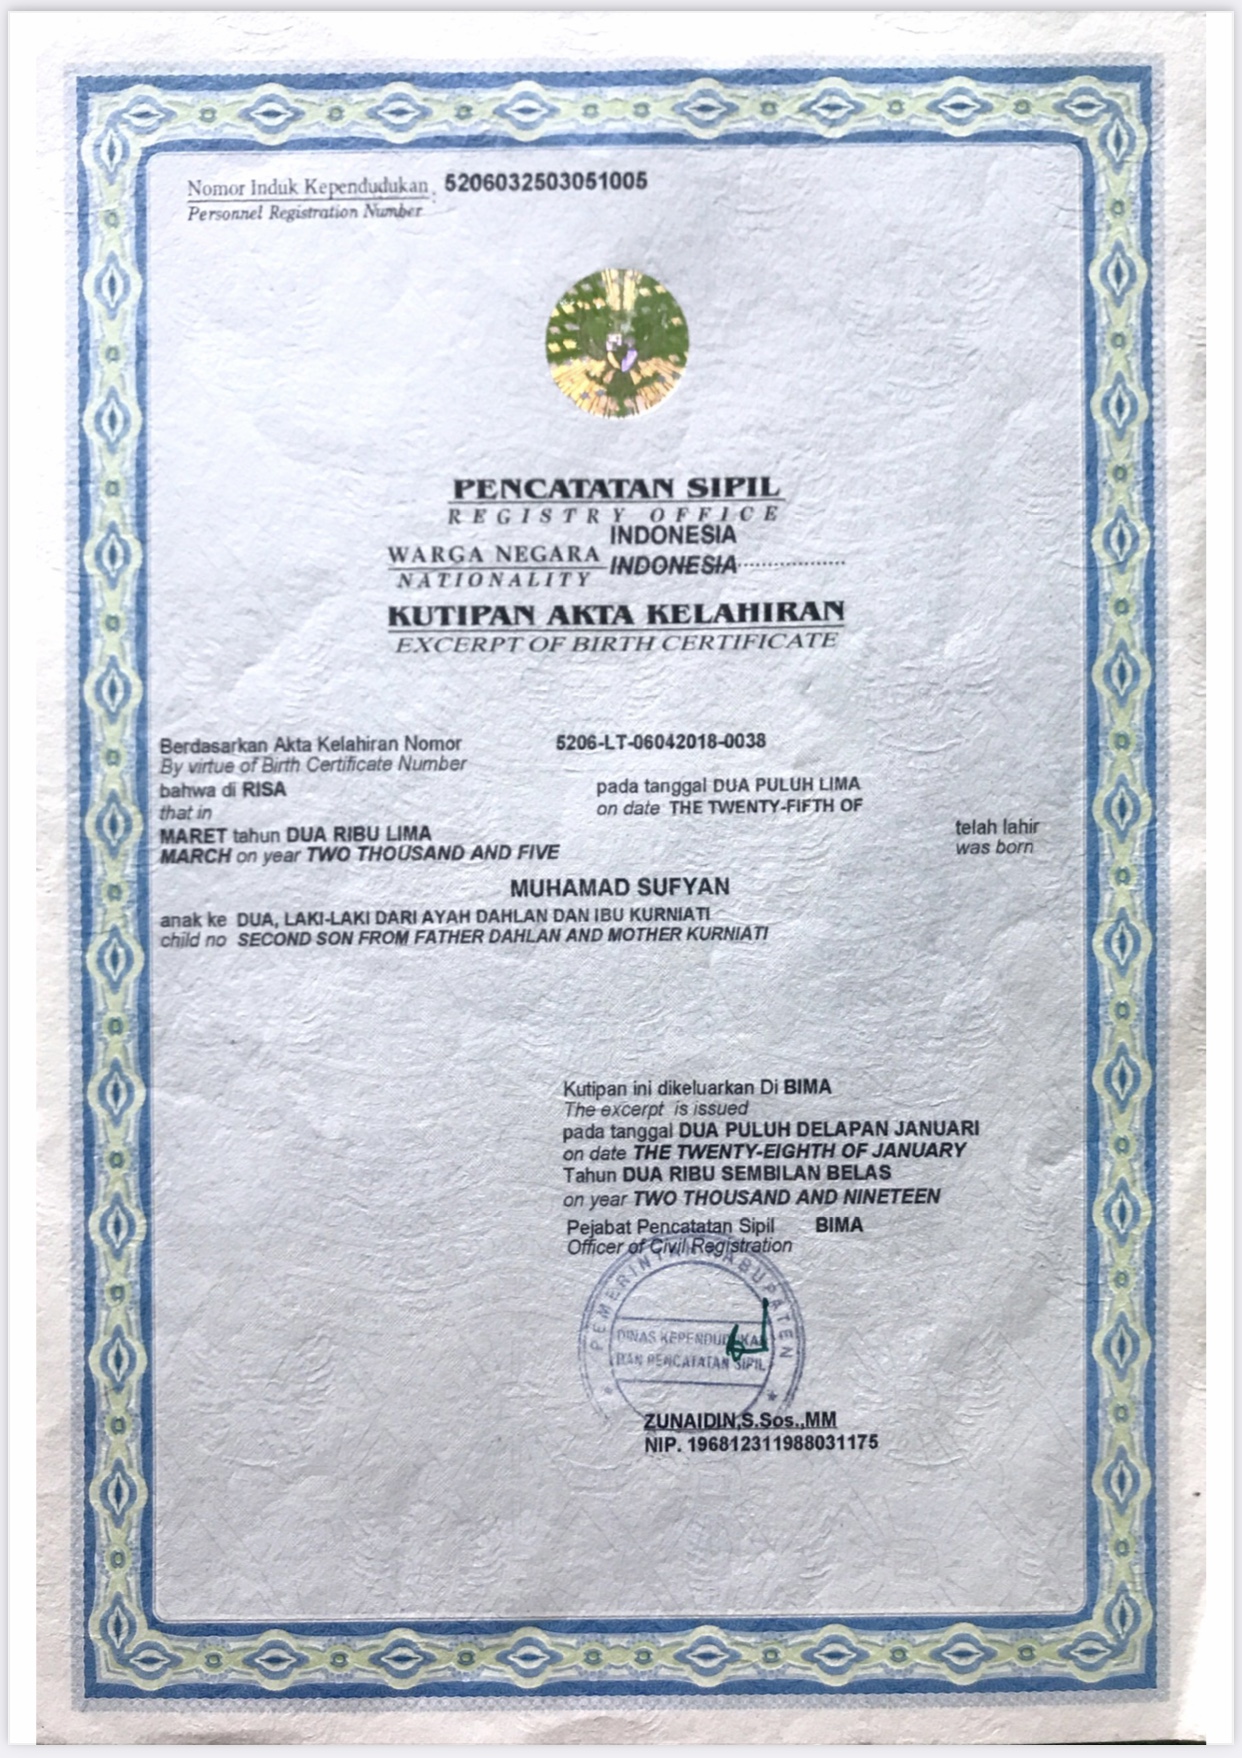 Nomor Induk Kependudukan : 5206032503051005
Personnel Registration Number
PENCATATAN SIPIL
REGISTRY OFFICE
INDONESIA
WARGA NEGARA
INDONESIA
NATIONALITY
KUTIPAN AKTA KELAHIRAN
EXCERPT OF BIRTH CERTIFICATE
Berdasarkan Akta Kelahiran Nomor 5206-LT-06042018-0038
By virtue of Birth Certificate Number
bahwa di RISA pada tanggal DUA PULUH LIMA
that in on date THE TWENTY-FIFTH OF
MARET tahun DUA RIBU LIMA telah lahir
MARCH on year TWO THOUSAND AND FIVE was born
MUHAMAD SUFYAN
anak ke DUA, LAKI-LAKI DARI AYAH DAHLAN DAN IBU KURNIATI
child no SECOND SON FROM FATHER DAHLAN AND MOTHER KURNIATI
Kutipan ini dikeluarkan Di BIMA
The excerpt is issued
pada tanggal DUA PULUH DELAPAN JANUARI
on date THE TWENTY-EIGHTH OF JANUARY
Tahun DUA RIBU SEMBILAN BELAS
on year TWO THOUSAND AND NINETEEN
Pejabat Pencatatan Sipil BIMA
Officer of Civil Registration
PEMERINTAH KABUPATEN
DINAS KEPENDUDUKAN
DAN PENCATATAN SIPIL
ZUNAIDIN,S.Sos.,MM
NIP. 196812311988031175